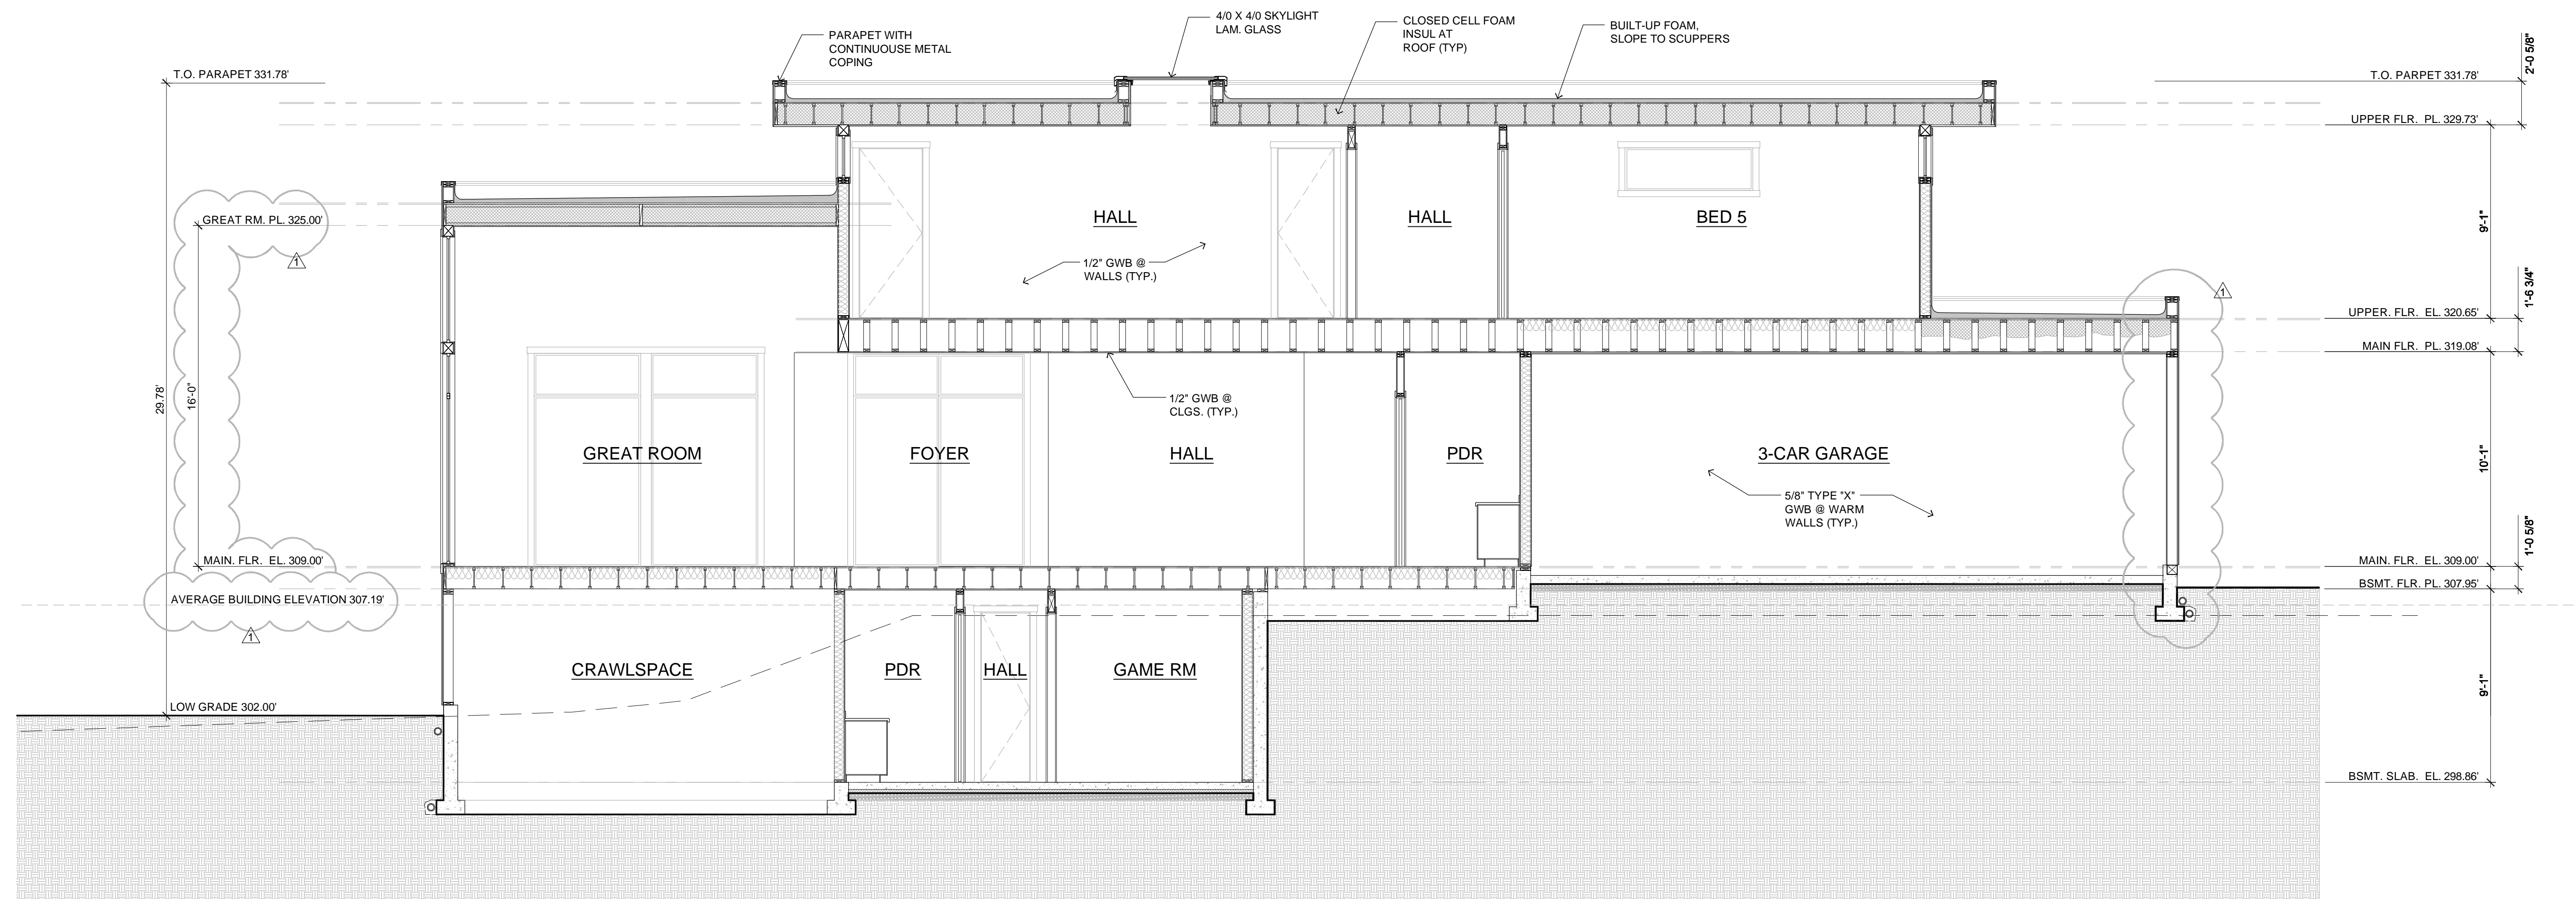 4/0 X 4/0 SKYLIGHT
LAM. GLASS
CLOSED CELL FOAM
INSUL AT
ROOF (TYP)
BUILT-UP FOAM,
SLOPE TO SCUPPERS
PARAPET WITH
CONTINUOUSE METAL
COPING
T.O. PARAPET 331.78'
T.O. PARPET 331.78'
2'-0 5/8"
UPPER FLR. PL. 329.73'
GREAT RM. PL. 325.00'
1
HALL
HALL
BED 5
9'-1"
1/2" GWB @
WALLS (TYP.)
1
1'-6 3/4"
UPPER. FLR. EL. 320.65'
MAIN FLR. PL. 319.08'
29.78'
16'-0"
1/2" GWB @
CLGS. (TYP.)
GREAT ROOM
FOYER
HALL
PDR
3-CAR GARAGE
10'-1"
5/8" TYPE "X"
GWB @ WARM
WALLS (TYP.)
1'-0 5/8"
MAIN. FLR. EL. 309.00'
MAIN. FLR. EL. 309.00'
BSMT. FLR. PL. 307.95'
AVERAGE BUILDING ELEVATION 307.19'
1
CRAWLSPACE
PDR
HALL
GAME RM
9'-1"
LOW GRADE 302.00'
BSMT. SLAB. EL. 298.86'